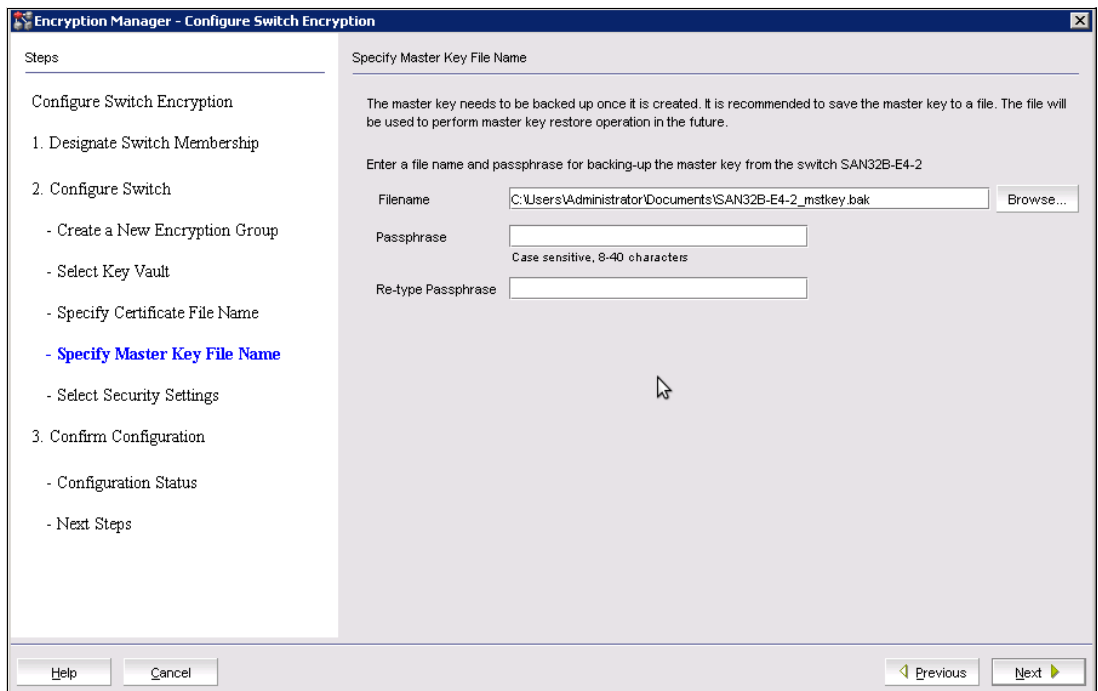 Encryption Manager - Configure Switch Encryption
Steps
Configure Switch Encryption
1. Designate Switch Membership
2. Configure Switch
- Create a New Encryption Group
- Select Key Vault
- Specify Certificate File Name
- Specify Master Key File Name
- Select Security Settings
3. Confirm Configuration
- Configuration Status
- Next Steps
Specify Master Key File Name
The master key needs to be backed up once it is created. It is recommended to save the master key to a file. The file will
be used to perform master key restore operation in the future.
Enter a file name and passphrase for backing-up the master key from the switch SAN32B-E4-2
Filename
C:\Users\Administrator\Documents\SAN32B-E4-2_mstkey.bak
Browse...
Passphrase
Case sensitive, 8-40 characters
Re-type Passphrase
Help
Cancel
Previous
Next